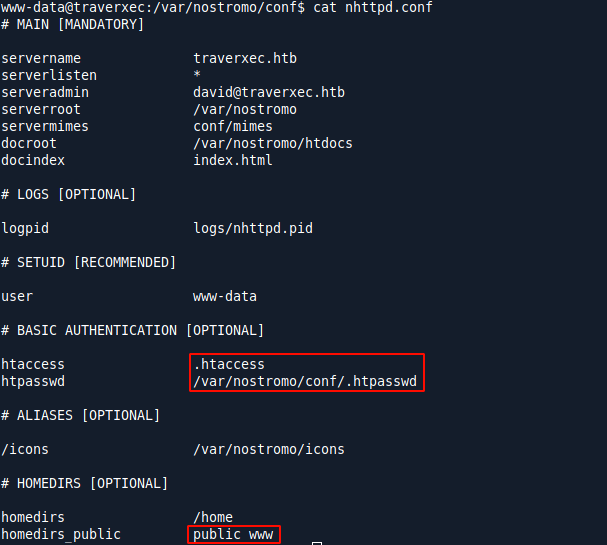 www-data@traverxec:/var/nostromo/conf$ cat nhttpd.conf
# MAIN [MANDATORY]
servername traverxec.htb
serverlisten *
serveradmin david@traverxec.htb
serverroot /var/nostromo
servermimes conf/mimes
docroot /var/nostromo/htdocs
docindex index.html
# LOGS [OPTIONAL]
logpid logs/nhttpd.pid
# SETUID [RECOMMENDED]
user www-data
# BASIC AUTHENTICATION [OPTIONAL]
htaccess .htaccess
htpasswd /var/nostromo/conf/.htpasswd
# ALIASES [OPTIONAL]
/icons /var/nostromo/icons
# HOMEDIRS [OPTIONAL]
homedirs /home
homedirs_public public www